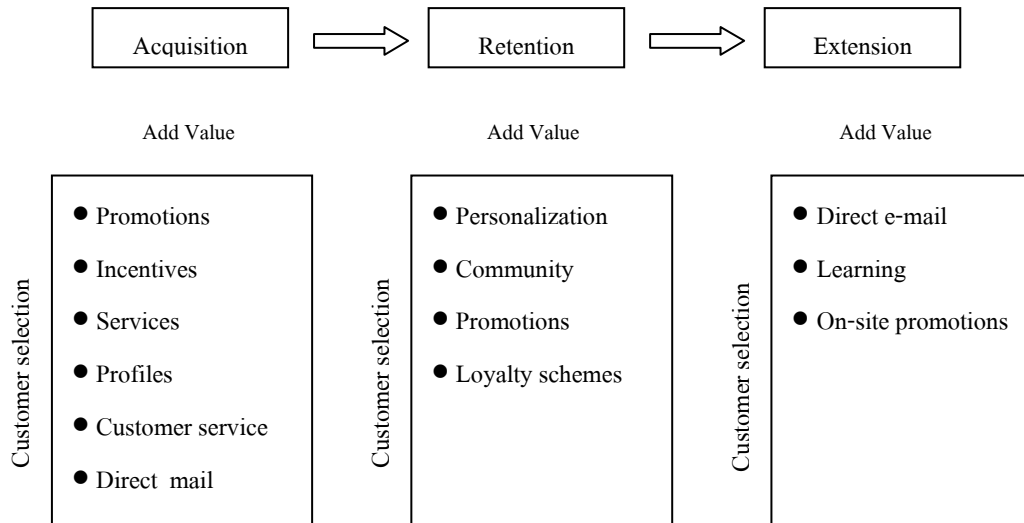 Acquisition
Retention
Extension
Add Value
Add Value
Add Value
Customer selection
● Promotions
● Incentives
● Services
● Profiles
● Customer service
● Direct mail
Customer selection
● Personalization
● Community
● Promotions
● Loyalty schemes
Customer selection
● Direct e-mail
● Learning
● On-site promotions